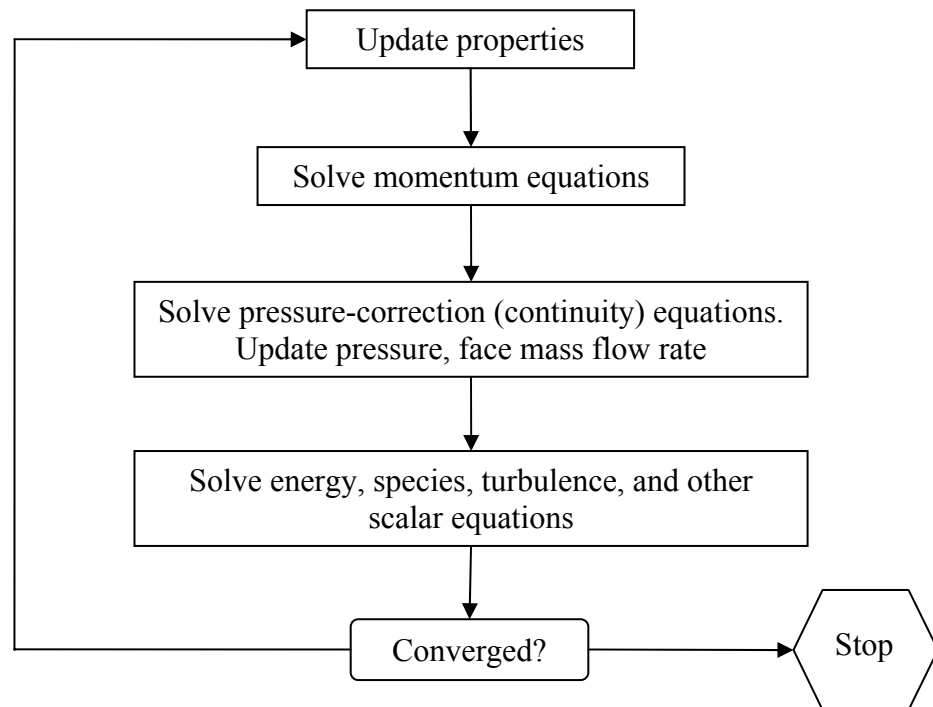 Update properties
Solve momentum equations
Solve pressure-correction (continuity) equations.
Update pressure, face mass flow rate
Solve energy, species, turbulence, and other
scalar equations
Converged?
Stop